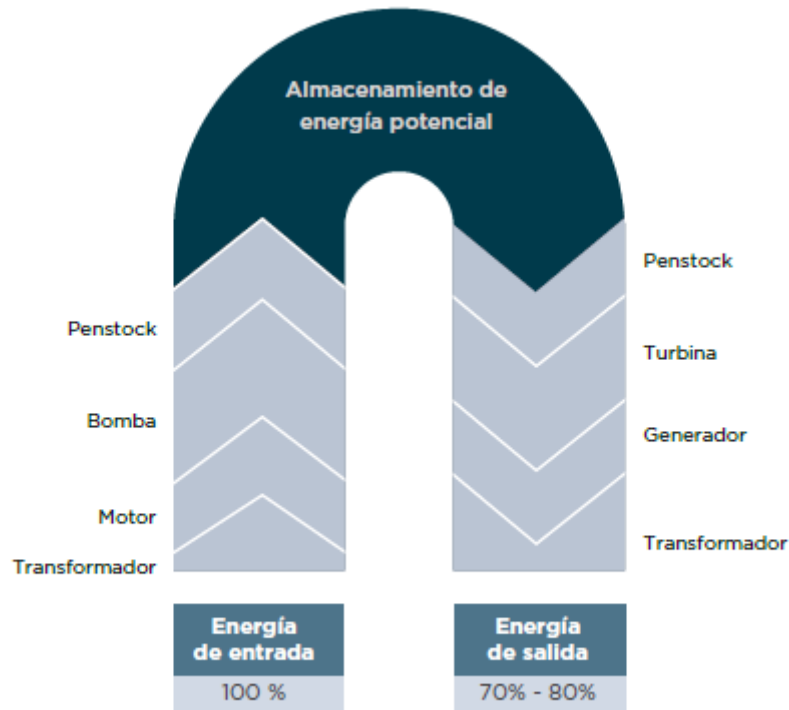 Almacenamiento de
energía potencial
Penstock
Bomba
Motor
Transformador
Penstock
Turbina
Generador
Transformador
Energía
de entrada
100 %
Energía
de salida
70% - 80%